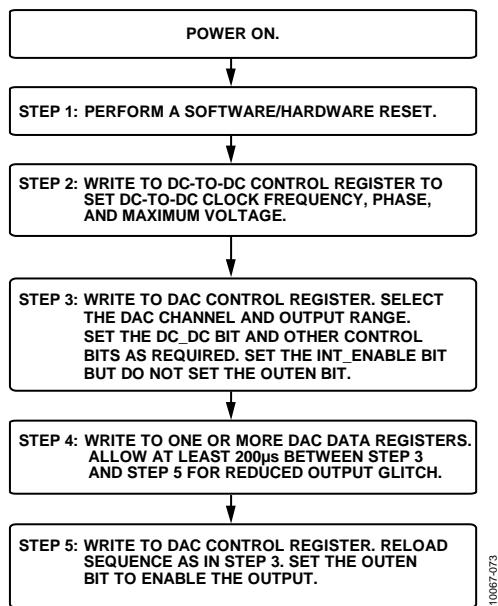 POWER ON.
STEP 1: PERFORM A SOFTWARE/HARDWARE RESET.
STEP 2: WRITE TO DC-TO-DC CONTROL REGISTER TO
SET DC-TO-DC CLOCK FREQUENCY, PHASE,
AND MAXIMUM VOLTAGE.
STEP 3: WRITE TO DAC CONTROL REGISTER. SELECT
THE DAC CHANNEL AND OUTPUT RANGE.
SET THE DC_DC BIT AND OTHER CONTROL
BITS AS REQUIRED. SET THE INT_ENABLE BIT
BUT DO NOT SET THE OUTEN BIT.
STEP 4: WRITE TO ONE OR MORE DAC DATA REGISTERS.
ALLOW AT LEAST 200µs BETWEEN STEP 3
AND STEP 5 FOR REDUCED OUTPUT GLITCH.
STEP 5: WRITE TO DAC CONTROL REGISTER. RELOAD
SEQUENCE AS IN STEP 3. SET THE OUTEN
BIT TO ENABLE THE OUTPUT.
10067-073